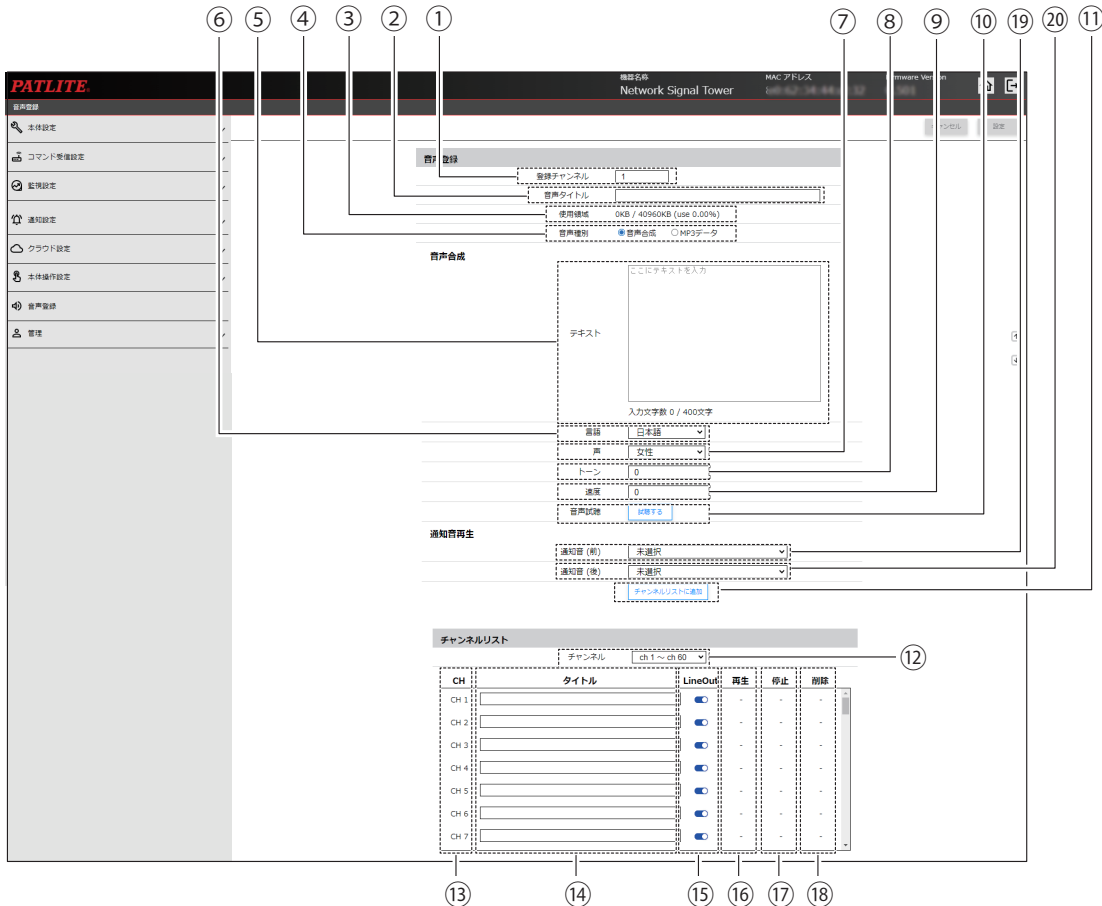 ⑥ ⑤ ④ ③ ② ① ⑦ ⑧ ⑨ ⑩ ⑲ ⑳ ⑪
PATLITE
機器名称 MAC アドレス Version
Network Signal Tower
音声登録
本体設定
コマンド受信設定
監視設定
通知設定
クラウド設定
本体操作設定
音声登録
管理
設定
音声登録
登録チャンネル 1
音声タイトル
使用領域 0KB / 40960KB (use 0.00%)
音声種別 音声合成 MP3データ
音声合成
テキスト
ここにテキストを入力
入力文字数 0 / 400文字
言語 日本語
声 女性
トーン 0
速度 0
音声試聴 試聴する
通知音再生
通知音 (前) 未選択
通知音 (後) 未選択
チャンネルリストに追加
チャンネルリスト
チャンネル ch 1 ～ ch 60
⑫
CH タイトル LineOut 再生 停止 削除
CH 1 - - -
CH 2 - - -
CH 3 - - -
CH 4 - - -
CH 5 - - -
CH 6 - - -
CH 7 - - -
⑬ ⑭ ⑮ ⑯ ⑰ ⑱